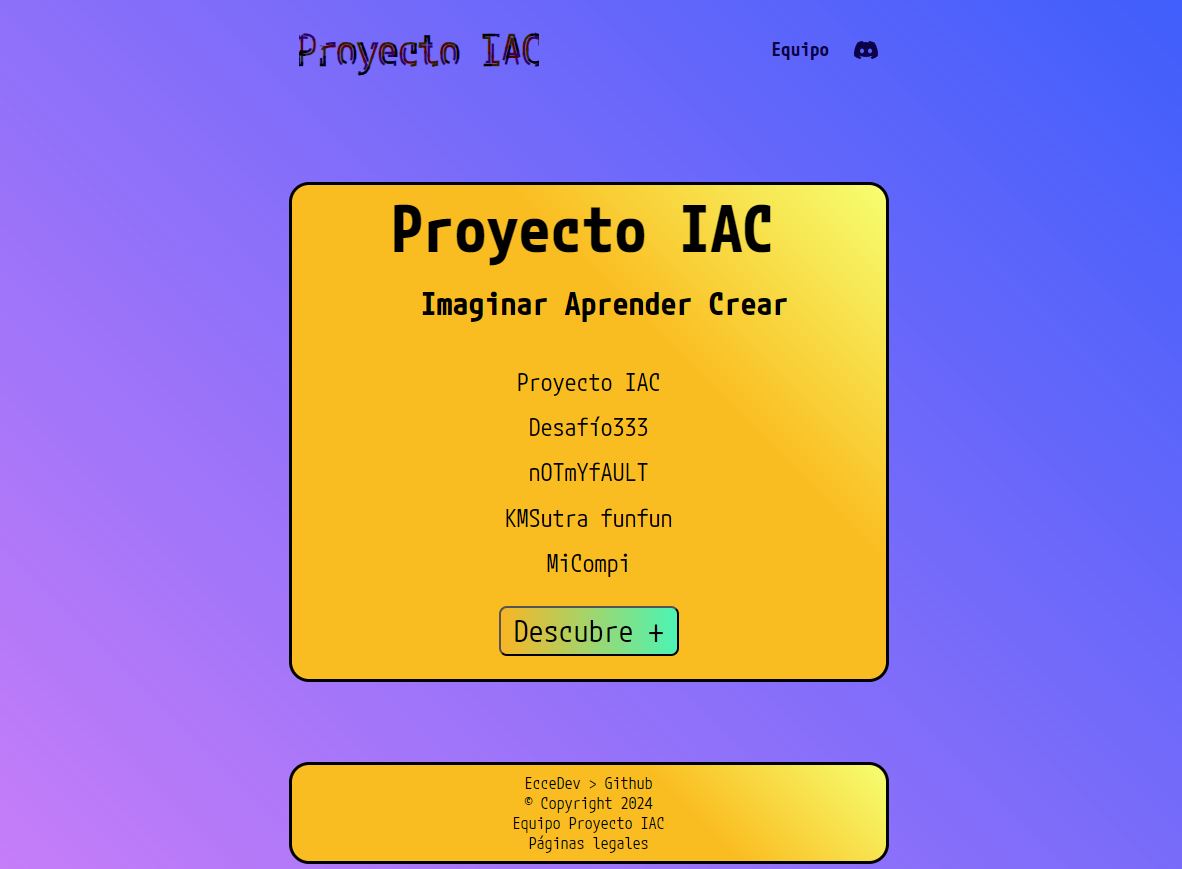 Proyecto IAC
Equipo
Proyecto IAC
Imaginar Aprender Crear
Proyecto IAC
Desafío333
nOTmYfAULT
KMSutra funfun
MiCompi
Descubre +
EcceDev > Github
© Copyright 2024
Equipo Proyecto IAC
Páginas legales